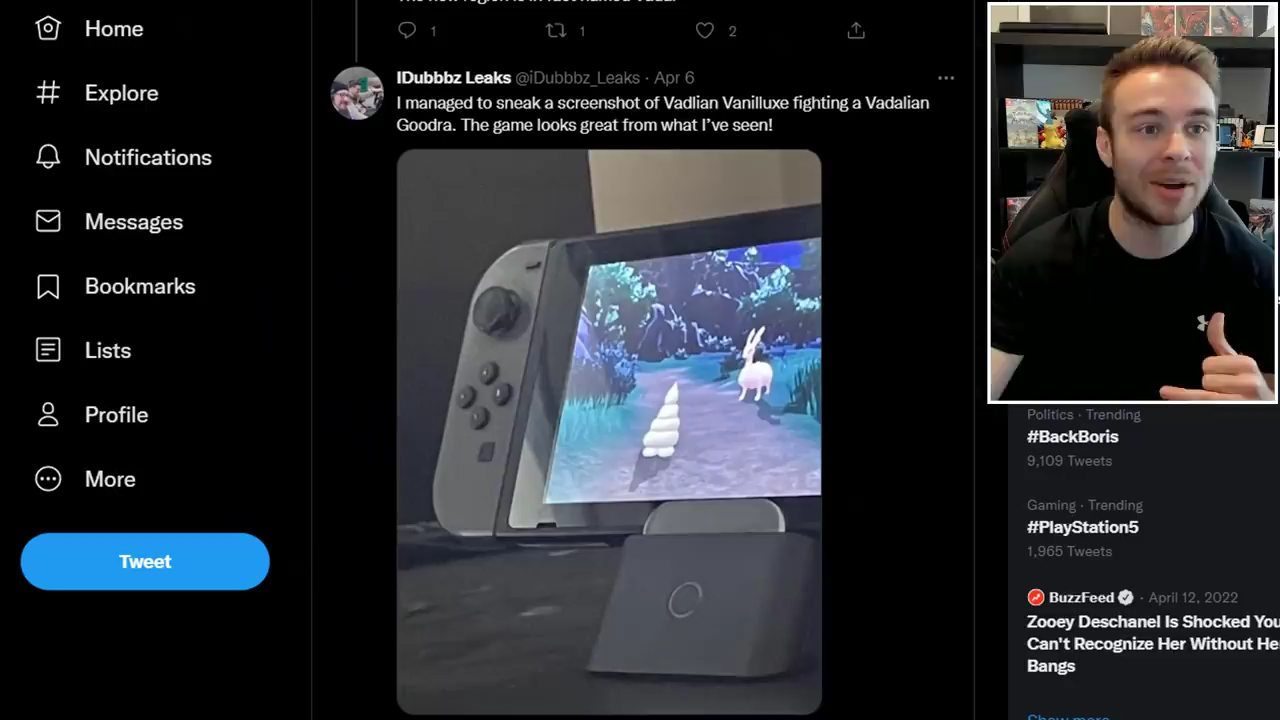 Home
Explore
Notifications
Messages
Bookmarks
Lists
Profile
More
Tweet
1
1
2
IDubbbz Leaks @iDubbbz_Leaks · Apr 6
I managed to sneak a screenshot of Vadlian Vanilluxe fighting a Vadalian
Goodra. The game looks great from what I've seen!
Politics · Trending
#BackBoris
9,109 Tweets
Gaming · Trending
#PlayStation5
1,965 Tweets
BuzzFeed · April 12, 2022
Zooey Deschanel Is Shocked You
Can't Recognize Her Without He
Bangs